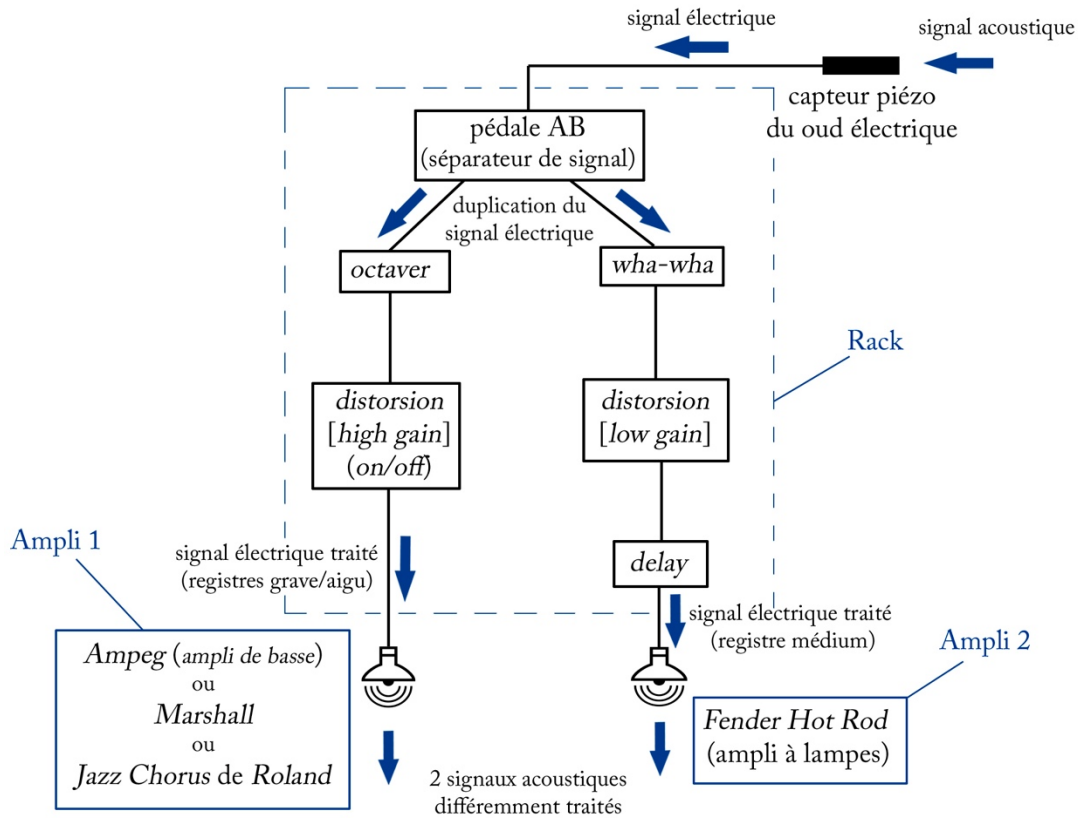 signal électrique
signal acoustique
capteur piézo
du oud électrique
pédale AB
(séparateur de signal)
duplication du
signal électrique
octaver
wha-wha
Rack
distorsion
[high gain]
(on/off)
distorsion
[low gain]
Ampli 1
signal électrique traité
(registres grave/aigu)
delay
signal électrique traité
(registre médium)
Ampli 2
Ampeg (ampli de basse)
ou
Marshall
ou
Jazz Chorus de Roland
Fender Hot Rod
(ampli à lampes)
2 signaux acoustiques
différemment traités